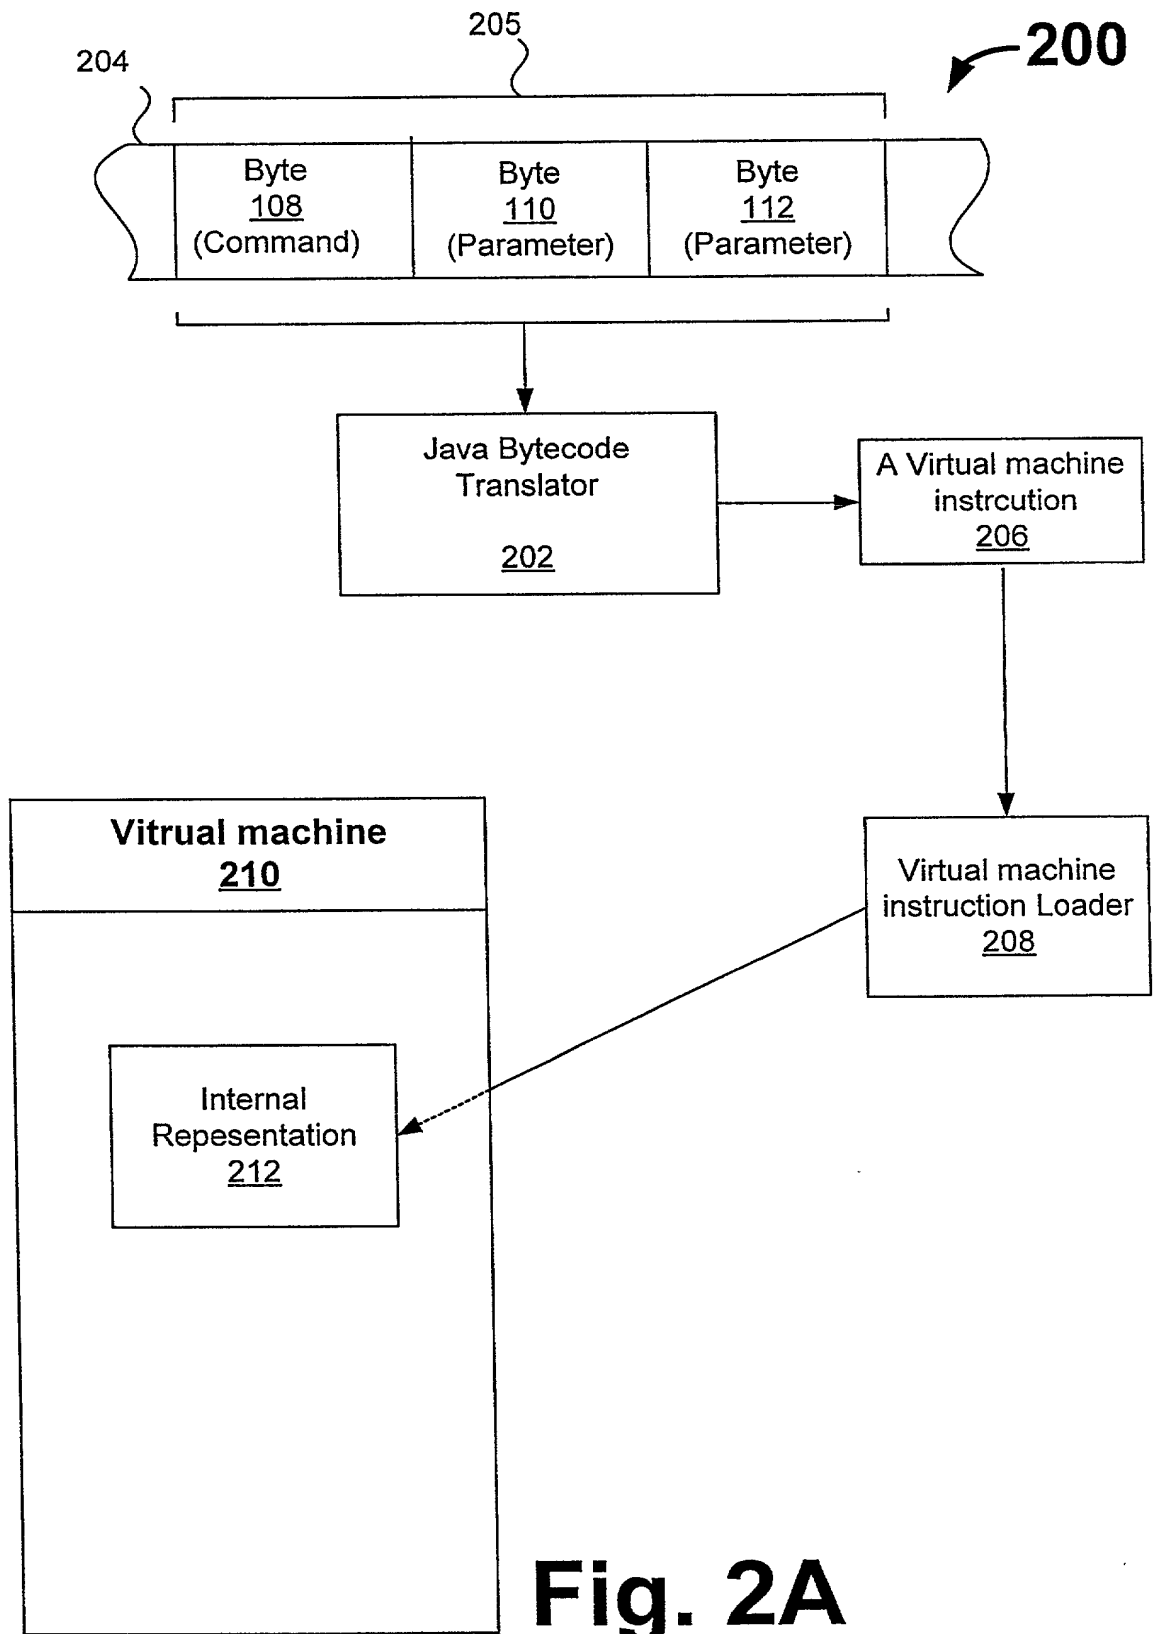 205
200
204
Byte
108
(Command)
Byte
110
(Parameter)
Byte
112
(Parameter)
Java Bytecode
Translator
202
A Virtual machine
instrcution
206
Vitrual machine
210
Virtual machine
instruction Loader
208
Internal
Repesentation
212
Fig. 2A